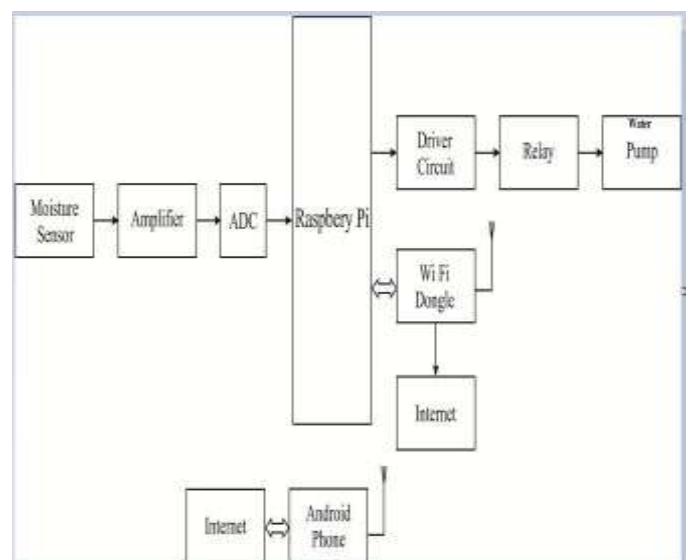 Driver
Circuit
Relay
Water
Pump
Moisture
Sensor
Amplifier
ADC
Raspbery Pi
Wi Fi
Dongle
Internet
Internet
Android
Phone